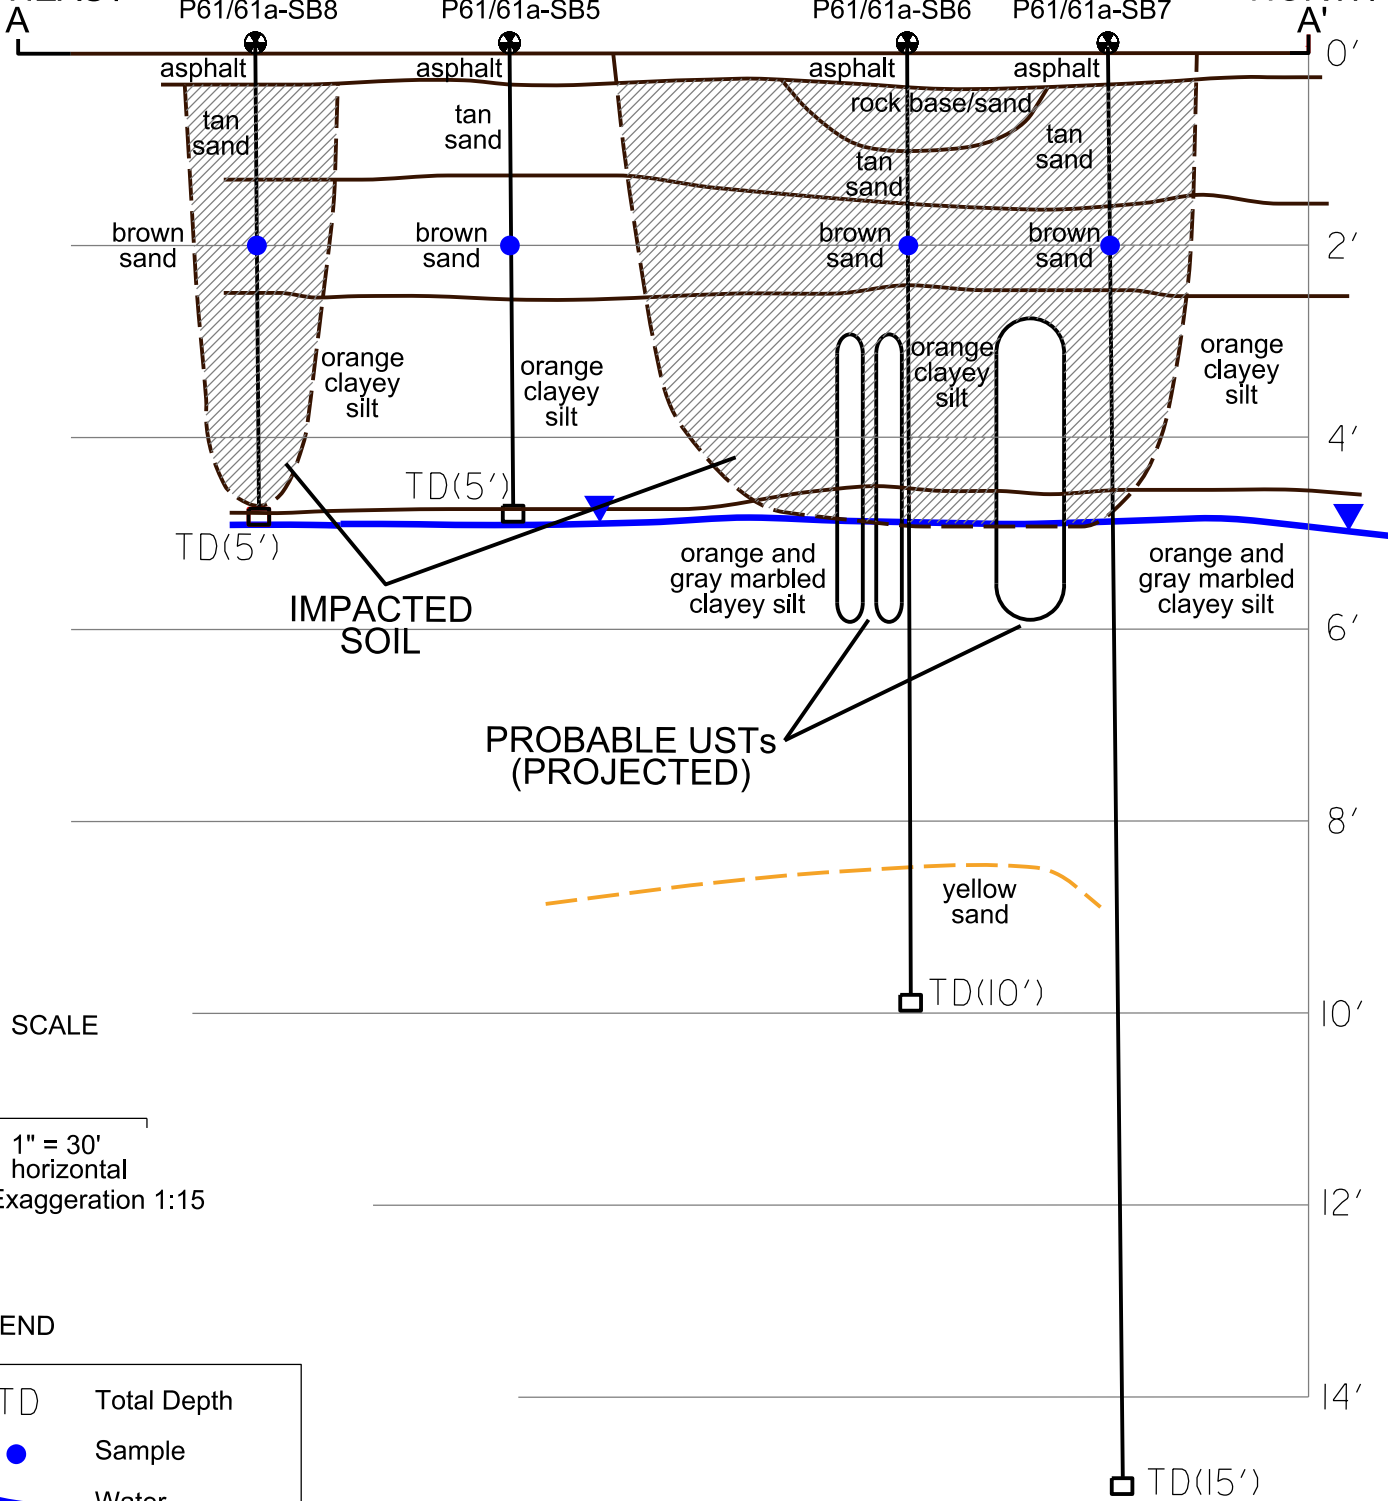 P61/61a-SB8 P61/61a-SB5 P61/61a-SB6 P61/61a-SB7
A A'
0'
asphalt asphalt asphalt asphalt
rock base/sand
tan
sand
tan
sand
tan
sand
tan
sand
brown
sand
brown
sand
brown
sand
brown
sand
2'
orange
clayey
silt
orange
clayey
silt
orange
clayey
silt
orange
clayey
silt
4'
TD(5')
TD(5')
orange and
gray marbled
clayey silt
orange and
gray marbled
clayey silt
IMPACTED
SOIL
6'
PROBABLE USTs
(PROJECTED)
8'
yellow
sand
TD(10')
10'
SCALE
1" = 30'
horizontal
Exaggeration 1:15
12'
END
14'
TD Total Depth
Sample
TD(15')
Water